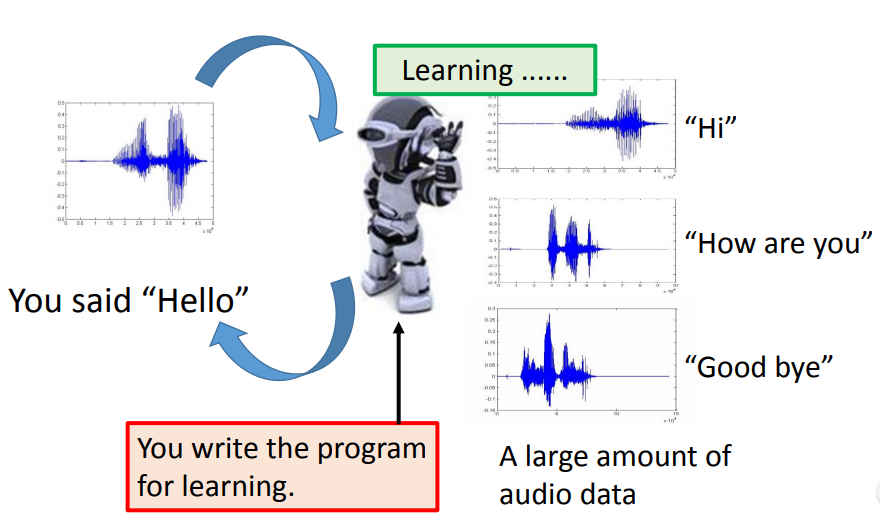 Learning ......
“Hi”
“How are you”
You said “Hello”
“Good bye”
You write the program
for learning.
A large amount of
audio data